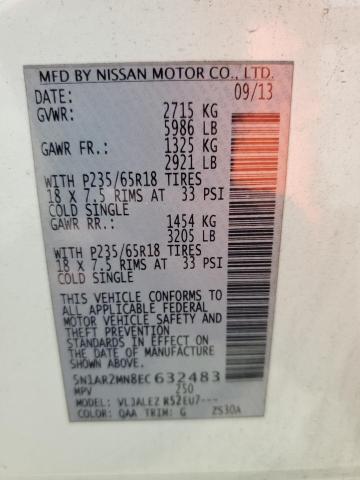 MFD BY NISSAN MOTOR CO., LTD.
DATE: 09/13
GVWR: 2715 KG
5986 LB
GAWR FR.: 1325 KG
2921 LB
WITH P235/65R18 TIRES
18 X 7.5 RIMS AT 33 PSI
COLD SINGLE
GAWR RR.: 1454 KG
3205 LB
WITH P235/65R18 TIRES
18 X 7.5 RIMS AT 33 PSI
COLD SINGLE
THIS VEHICLE CONFORMS TO
ALL APPLICABLE FEDERAL
MOTOR VEHICLE SAFETY
AND THEFT PREVENTION
STANDARDS IN EFFECT ON
THE DATE OF MANUFACTURE
SHOWN ABOVE.
5N1AR2MN8EC 632483
MPV 250
MODEL: VLJALEZ R52EU7---
COLOR: QAA TRIM: G ZS30A